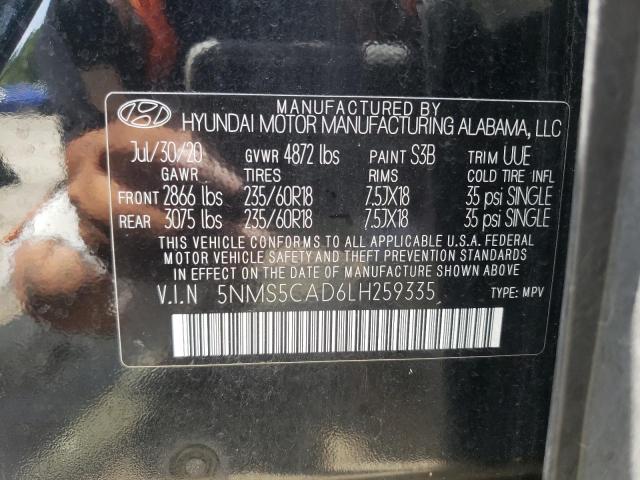 MANUFACTURED BY
HYUNDAI MOTOR MANUFACTURING ALABAMA, LLC
Jul/30/20 GVWR 4872 lbs PAINT S3B TRIM UUE
GAWR TIRES RIMS COLD TIRE INFL
FRONT 2866 lbs 235/60R18 7.5JX18 35 psi SINGLE
REAR 3075 lbs 235/60R18 7.5JX18 35 psi SINGLE
THIS VEHICLE CONFORMS TO ALL APPLICABLE U.S.A. FEDERAL
MOTOR VEHICLE SAFETY AND THEFT PREVENTION STANDARDS
IN EFFECT ON THE DATE OF MANUFACTURE SHOWN ABOVE.
V.I.N 5NMS5CAD6LH259335 TYPE: MPV